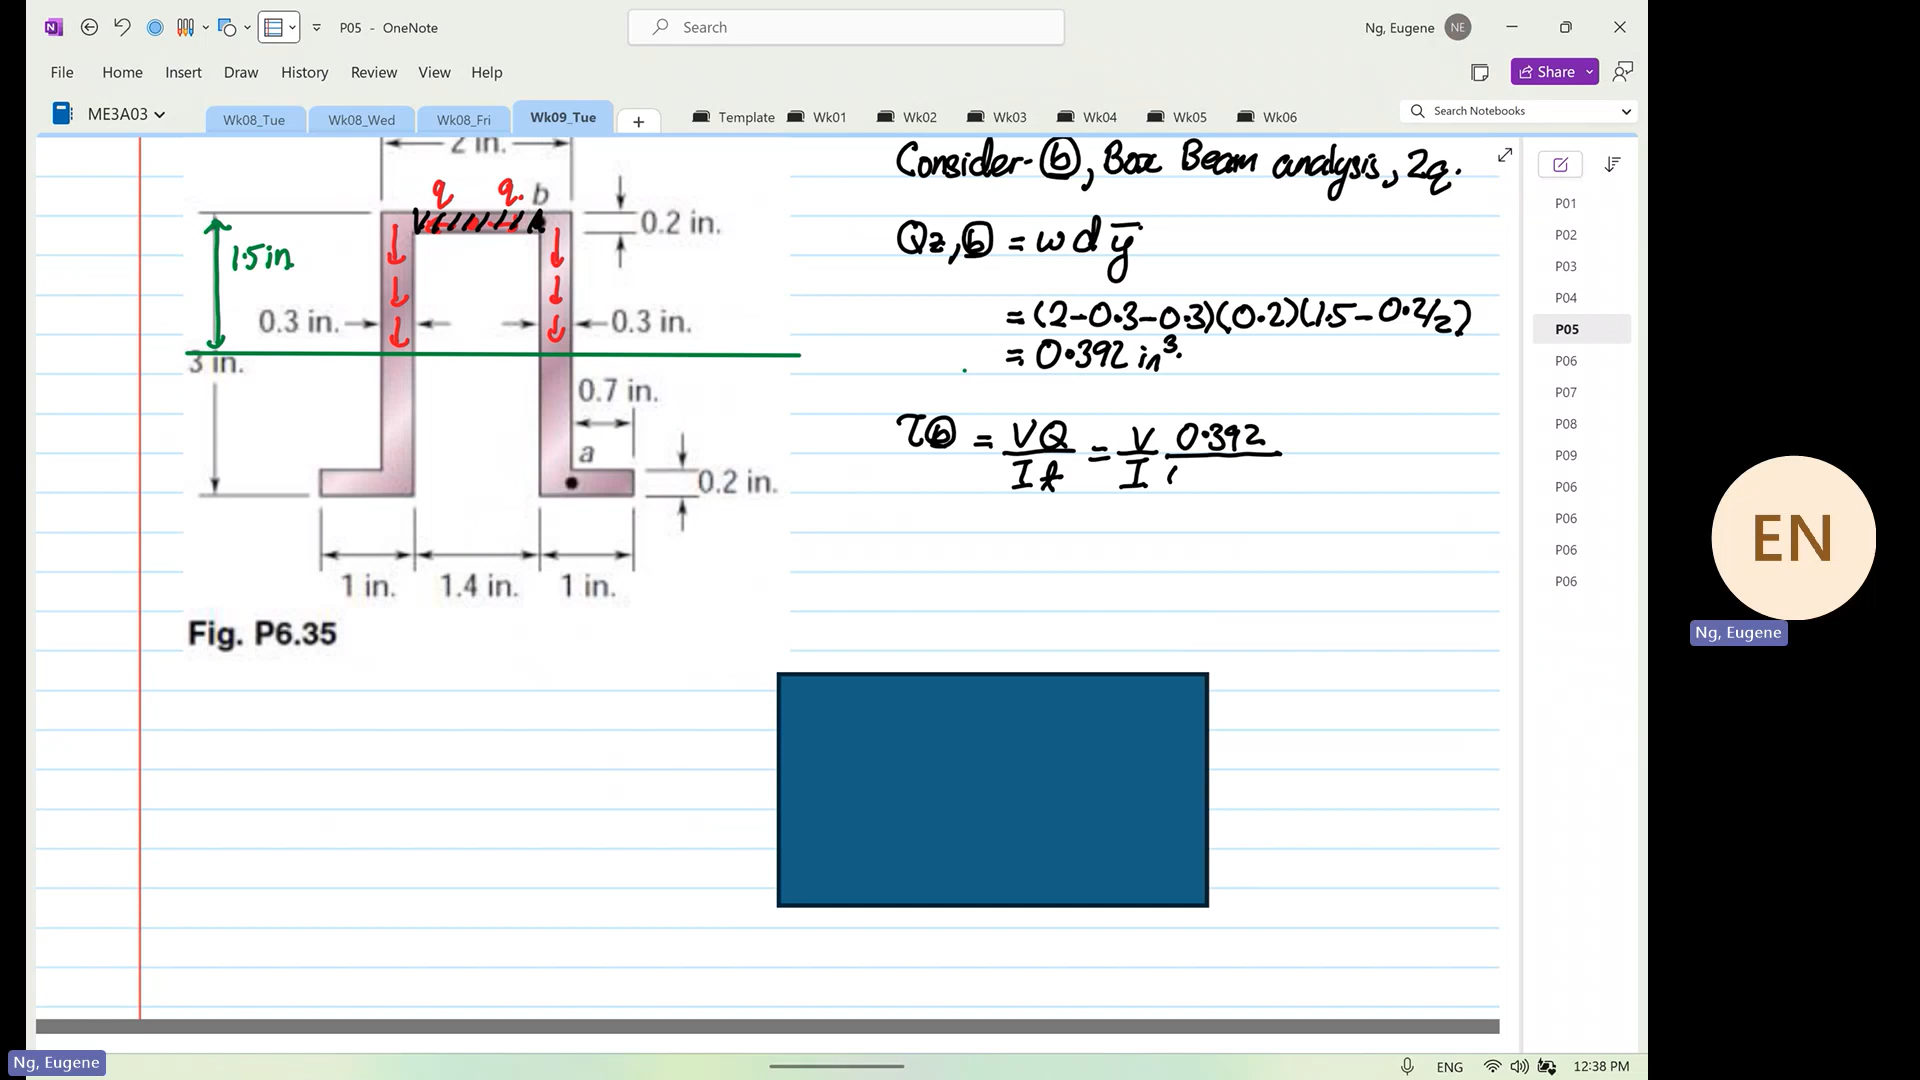 P05 - OneNote
Search
Ng, Eugene
NE
File Home Insert Draw History Review View Help
Share
ME3A03
Wk08_Tue Wk08_Wed Wk08_Fri Wk09_Tue + Template Wk01 Wk02 Wk03 Wk04 Wk05 Wk06
Search Notebooks
2 in.
q q. b
0.2 in.
1.5 in
0.3 in. 0.3 in.
3 in.
0.7 in.
a
0.2 in.
1 in. 1.4 in. 1 in.
Fig. P6.35
Consider (b), Box Beam analysis, 2q.
Qz,(b) = w d ȳ
= (2-0.3-0.3)(0.2)(1.5-0.2/2)
= 0.392 in³.
τ(b) = VQ/It = V/I 0.392/(
P01
P02
P03
P04
P05
P06
P07
P08
P09
P06
P06
P06
P06
EN
Ng, Eugene
Ng, Eugene
ENG
12:38 PM